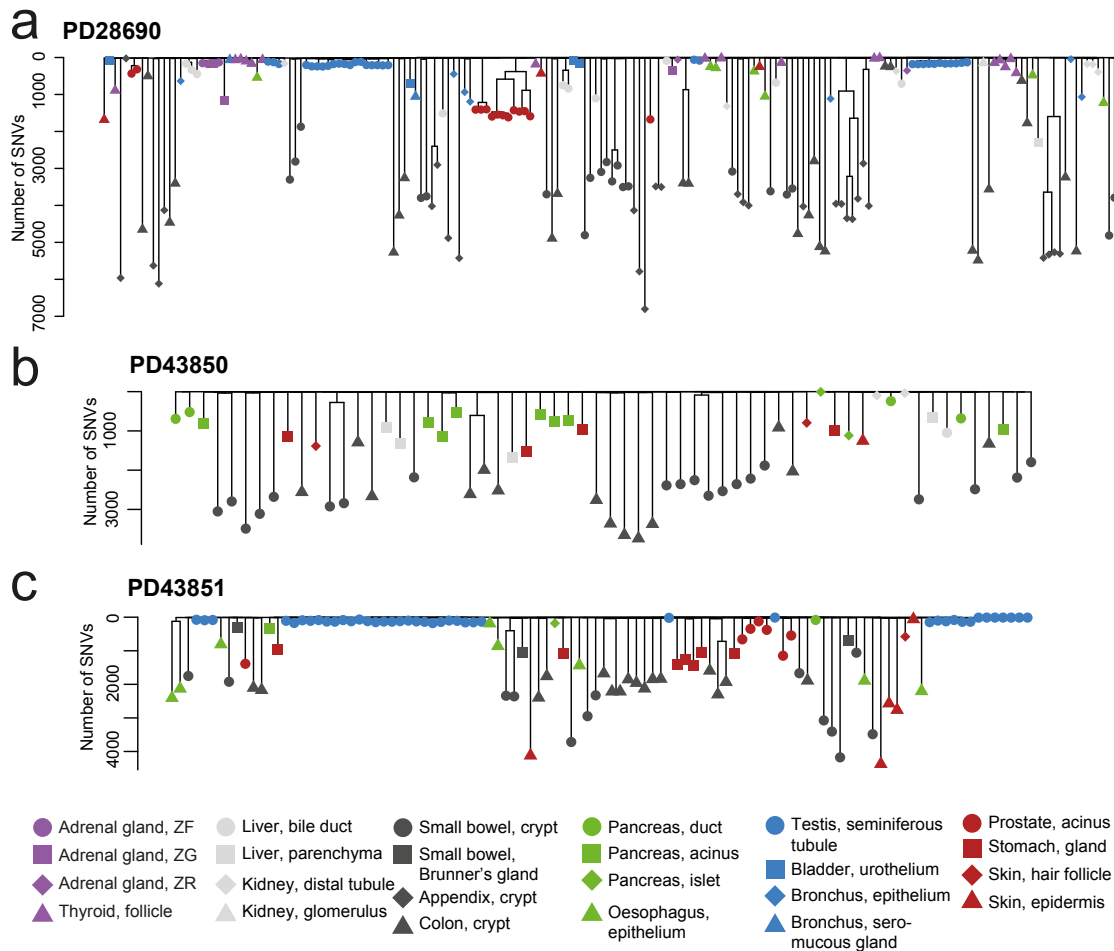 a
PD28690
0
1000
3000
5000
7000
Number of SNVs
b
PD43850
1000
3000
Number of SNVs
c
PD43851
0
2000
4000
Number of SNVs
Adrenal gland, ZF
Adrenal gland, ZG
Adrenal gland, ZR
Thyroid, follicle
Liver, bile duct
Liver, parenchyma
Kidney, distal tubule
Kidney, glomerulus
Small bowel, crypt
Small bowel,
Brunner's gland
Appendix, crypt
Colon, crypt
Pancreas, duct
Pancreas, acinus
Pancreas, islet
Oesophagus,
epithelium
Testis, seminiferous
tubule
Bladder, urothelium
Bronchus, epithelium
Bronchus, sero-
mucous gland
Prostate, acinus
Stomach, gland
Skin, hair follicle
Skin, epidermis